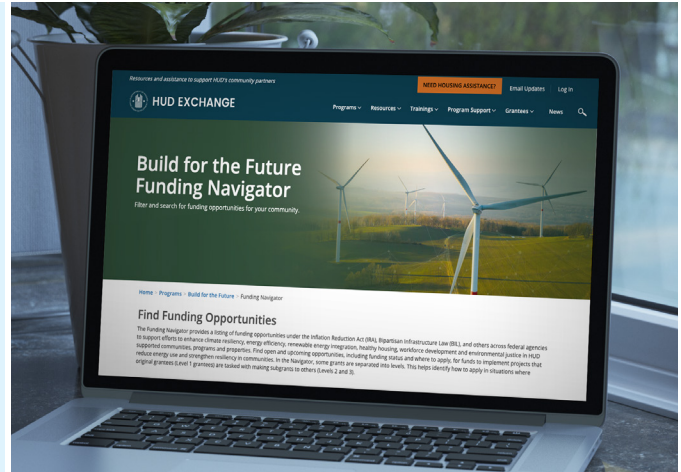 Resources and assistance to support HUD's community partners
NEED HOUSING ASSISTANCE? Email Updates Log In
HUD EXCHANGE
Programs Resources Trainings Program Support Grantees News
Build for the Future
Funding Navigator
Filter and search for funding opportunities for your community.
Home > Programs > Build for the Future > Funding Navigator
Find Funding Opportunities
The Funding Navigator provides a listing of funding opportunities under the Inflation Reduction Act (IRA), Bipartisan Infrastructure Law (BIL), and others across federal agencies
to support efforts to enhance climate resiliency, energy efficiency, renewable energy integration, healthy housing, workforce development and environmental justice in HUD
supported communities, programs and properties. Find open and upcoming opportunities, including funding status and where to apply, for funds to implement projects that
reduce energy use and strengthen resiliency in communities. In the Navigator, some grants are separated into levels. This helps identify how to apply in situations where
original grantees (Level 1 grantees) are tasked with making subgrants to others (Levels 2 and 3).